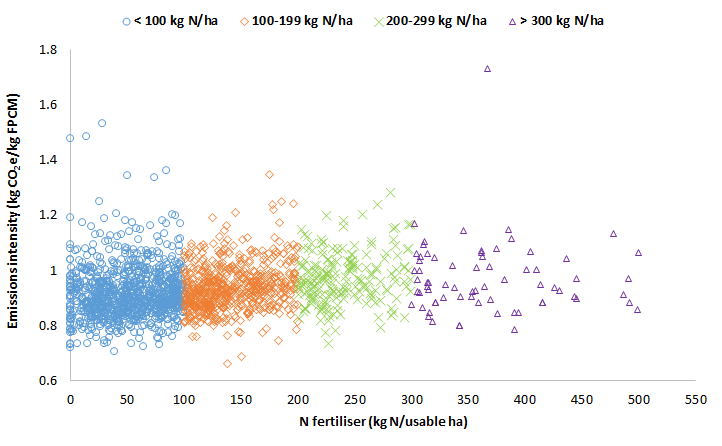 < 100 kg N/ha 100-199 kg N/ha 200-299 kg N/ha > 300 kg N/ha
Emissions intensity (kg CO2 e/kg FPCM)
1.8
1.6
1.4
1.2
1
0.8
0.6
0 50 100 150 200 250 300 350 400 450 500 550
N fertiliser (kg N/usable ha)